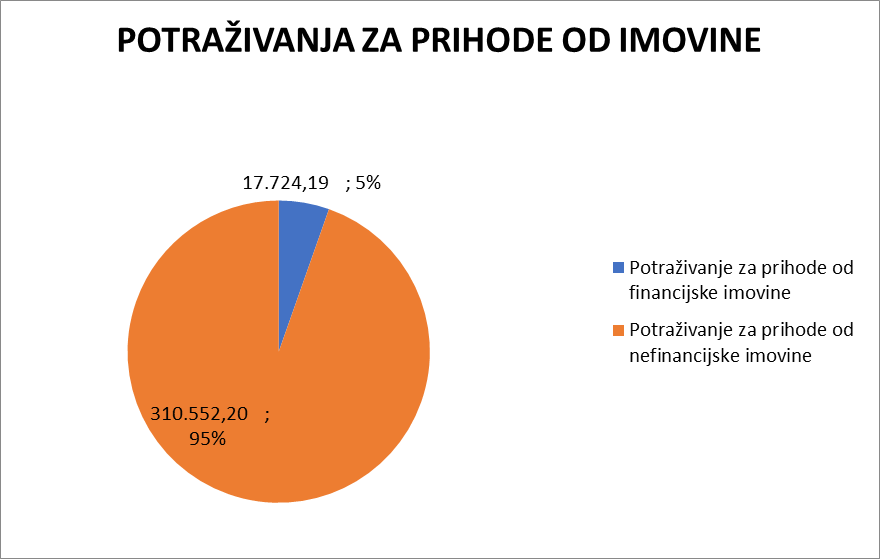 POTRAŽIVANJA ZA PRIHODE OD IMOVINE
17.724,19 ; 5%
310.552,20 ;
95%
Potraživanje za prihode od
financijske imovine
Potraživanje za prihode od
nefinancijske imovine